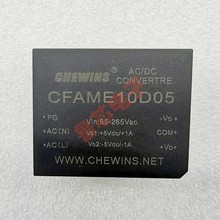 CHEWINS
AC/DC
CONVERTRE
CFAME10D05
FG
Vin:85-265Vac
-Vo
AC(N)
Vo1:+5Vdc/+1A
COM
AC(L)
Vo2:-5Vdc/-1A
+Vo
WWW.CHEWINS.NET